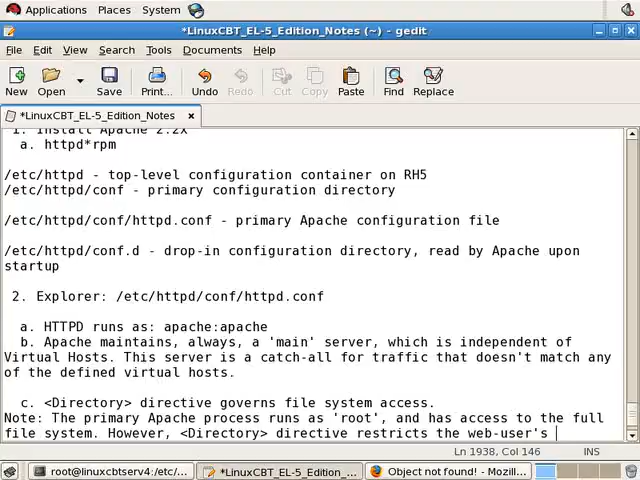 Applications Places System
*LinuxCBT_EL-5_Edition_Notes (~) - gedit
File Edit View Search Tools Documents Help
New Open Save Print... Undo Redo Cut Copy Paste Find Replace
*LinuxCBT_EL-5_Edition_Notes
1. Install Apache 2.2x
a. httpd*rpm
/etc/httpd - top-level configuration container on RH5
/etc/httpd/conf - primary configuration directory
/etc/httpd/conf/httpd.conf - primary Apache configuration file
/etc/httpd/conf.d - drop-in configuration directory, read by Apache upon
startup
2. Explorer: /etc/httpd/conf/httpd.conf
a. HTTPD runs as: apache:apache
b. Apache maintains, always, a 'main' server, which is independent of
Virtual Hosts. This server is a catch-all for traffic that doesn't match any
of the defined virtual hosts.
c. <Directory> directive governs file system access.
Note: The primary Apache process runs as 'root', and has access to the full
file system. However, <Directory> directive restricts the web-user's
Ln 1938, Col 146 INS
root@linuxcbtserv4:/etc/... *LinuxCBT_EL-5_Edition_... Object not found! - Mozill...